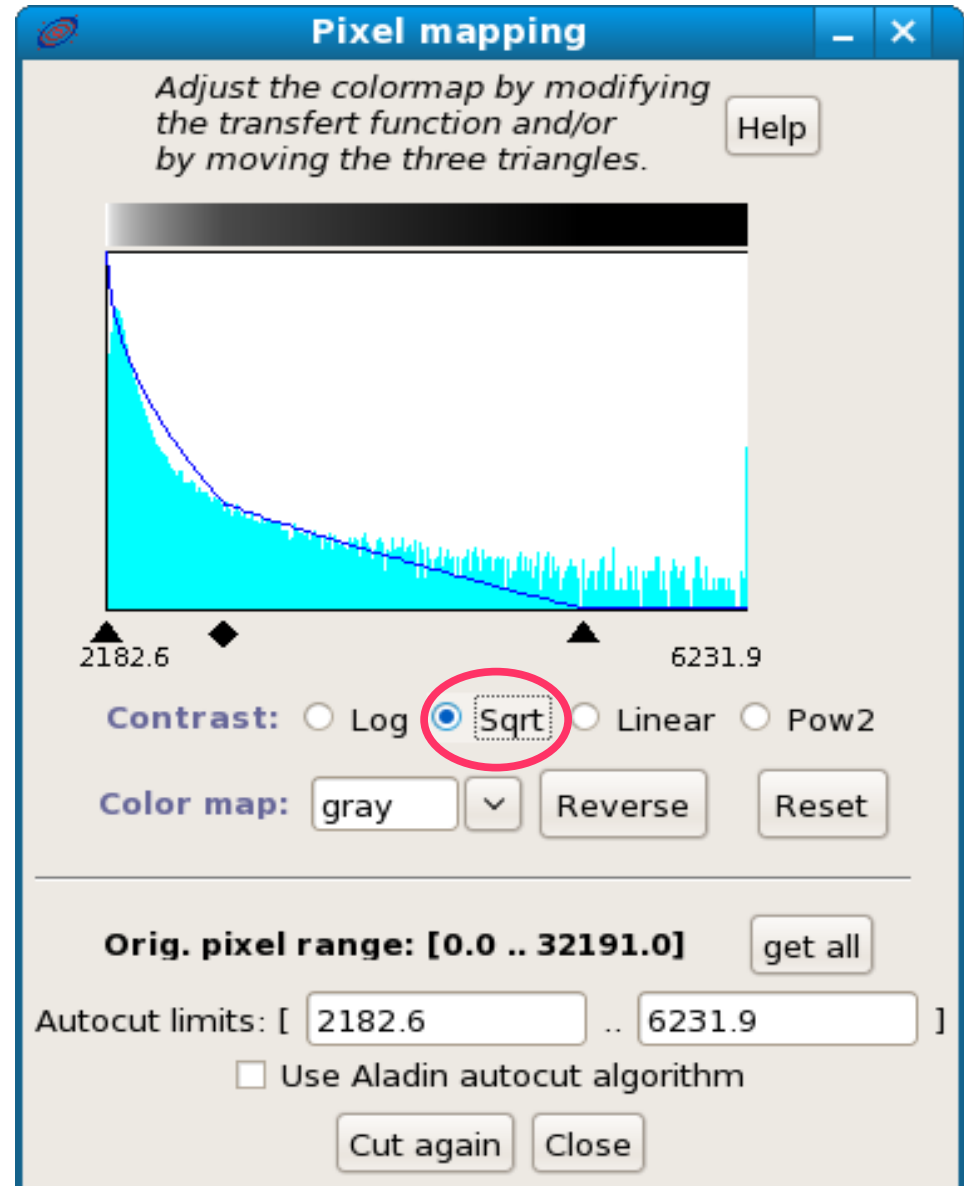 Pixel mapping
Adjust the colormap by modifying
the transfert function and/or
by moving the three triangles.
Help
2182.6 6231.9
Contrast: Log Sqrt Linear Pow2
Color map: gray Reverse Reset
Orig. pixel range: [0.0 .. 32191.0] get all
Autocut limits: [ 2182.6 .. 6231.9 ]
Use Aladin autocut algorithm
Cut again Close